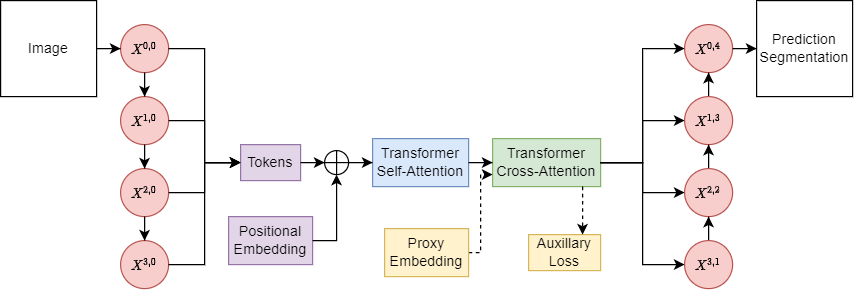 Image
X^{0,0}
X^{1,0}
X^{2,0}
X^{3,0}
Tokens
Positional
Embedding
Transformer
Self-Attention
Proxy
Embedding
Transformer
Cross-Attention
Auxillary
Loss
X^{0,4}
X^{1,3}
X^{2,2}
X^{3,1}
Prediction
Segmentation